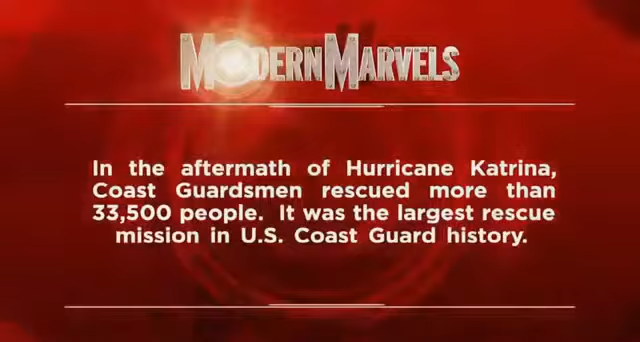 MODERN MARVELS
In the aftermath of Hurricane Katrina,
Coast Guardsmen rescued more than
33,500 people. It was the largest rescue
mission in U.S. Coast Guard history.